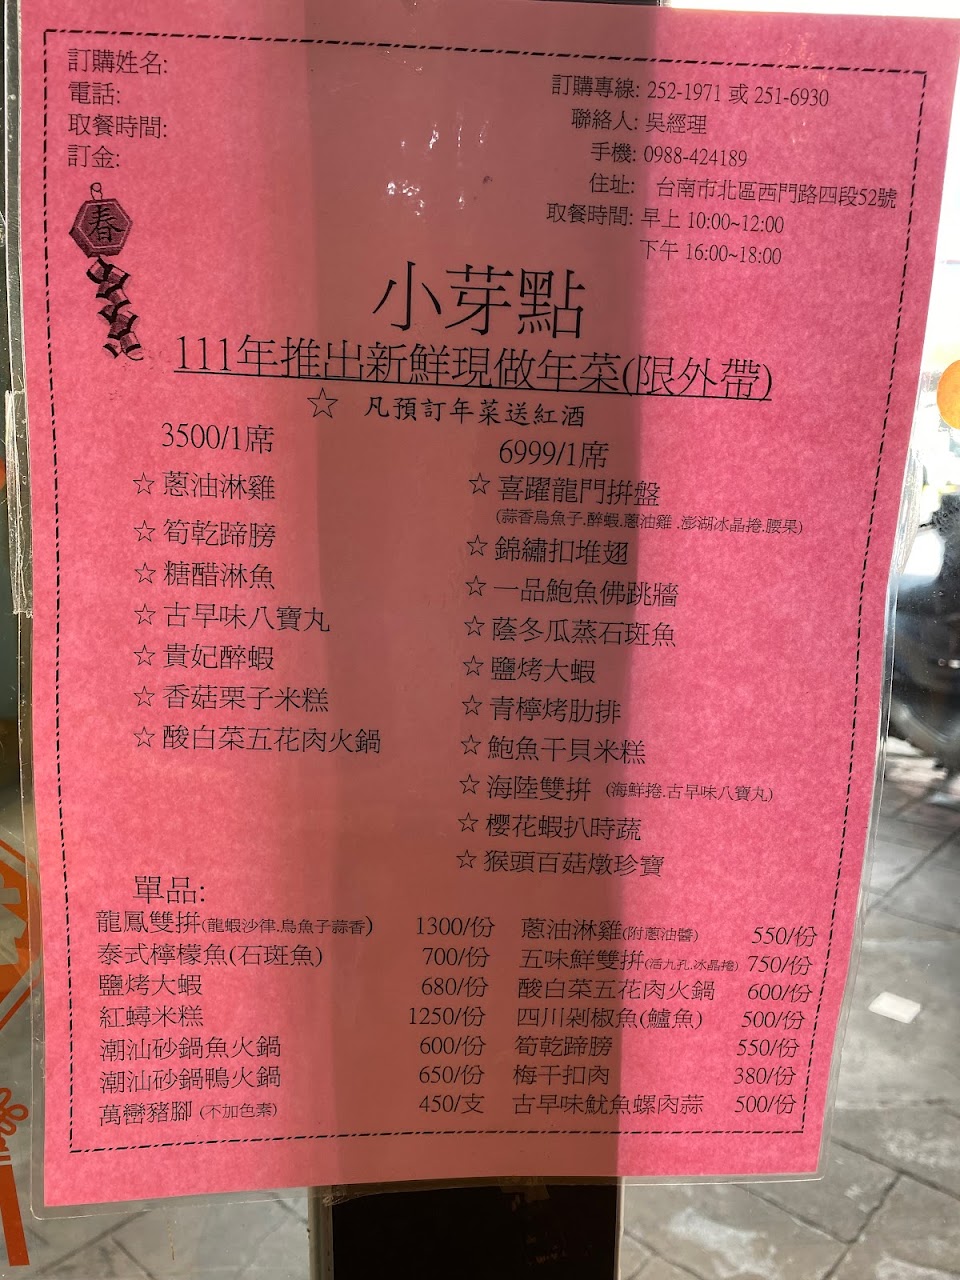 訂購姓名:
電話:
取餐時間:
訂金:
訂購專線: 252-1971 或 251-6930
聯絡人: 吳經理
手機: 0988-424189
住址: 台南市北區西門路四段52號
取餐時間: 早上 10:00~12:00
下午 16:00~18:00
春
小芽點
111年推出新鮮現做年菜(限外帶)
☆ 凡預訂年菜送紅酒
3500/1席
☆ 蔥油淋雞
☆ 筍乾蹄膀
☆ 糖醋淋魚
☆ 古早味八寶丸
☆ 貴妃醉蝦
☆ 香菇栗子米糕
☆ 酸白菜五花肉火鍋
6999/1席
☆ 喜躍龍門拼盤
(蒜香烏魚子.醉蝦.蔥油雞.澎湖冰晶捲.腰果)
☆ 錦繡扣堆翅
☆ 一品鮑魚佛跳牆
☆ 蔭冬瓜蒸石斑魚
☆ 鹽烤大蝦
☆ 青檸烤肋排
☆ 鮑魚干貝米糕
☆ 海陸雙拼 (海鮮捲.古早味八寶丸)
☆ 櫻花蝦扒時蔬
☆ 猴頭百菇燉珍寶
單品:
龍鳳雙拼(龍蝦沙律.烏魚子蒜香) 1300/份 蔥油淋雞(附蔥油醬) 550/份
泰式檸檬魚(石斑魚) 700/份 五味鮮雙拼(活九孔.冰晶捲) 750/份
鹽烤大蝦 680/份 酸白菜五花肉火鍋 600/份
紅蟳米糕 1250/份 四川剁椒魚(鱸魚) 500/份
潮汕砂鍋魚火鍋 600/份 筍乾蹄膀 550/份
潮汕砂鍋鴨火鍋 650/份 梅干扣肉 380/份
萬巒豬腳 (不加色素) 450/支 古早味魷魚螺肉蒜 500/份